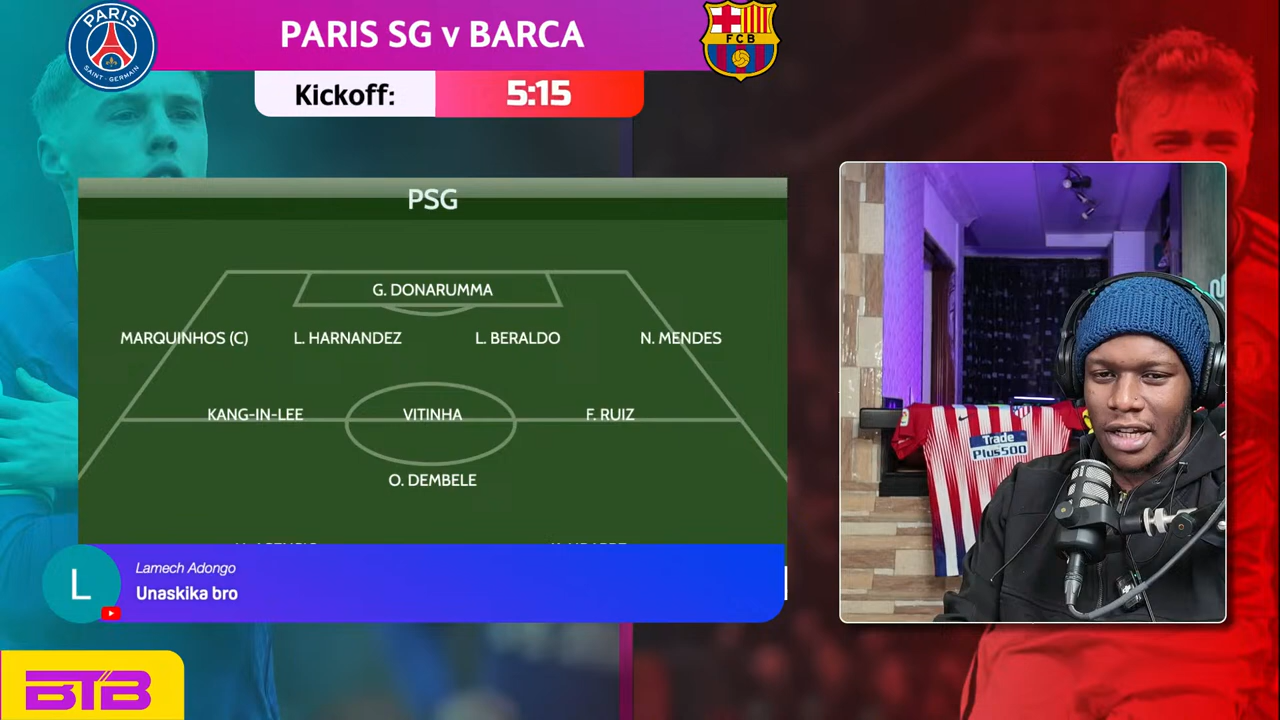 PARIS SG v BARCA
PARIS
SAINT-GERMAIN
FCB
Kickoff:
5:15
PSG
G. DONARUMMA
MARQUINHOS (C)
L. HARNANDEZ
L. BERALDO
N. MENDES
KANG-IN-LEE
VITINHA
F. RUIZ
O. DEMBELE
Lamech Adongo
L
Unaskika bro
Trade
Plus500
BTB